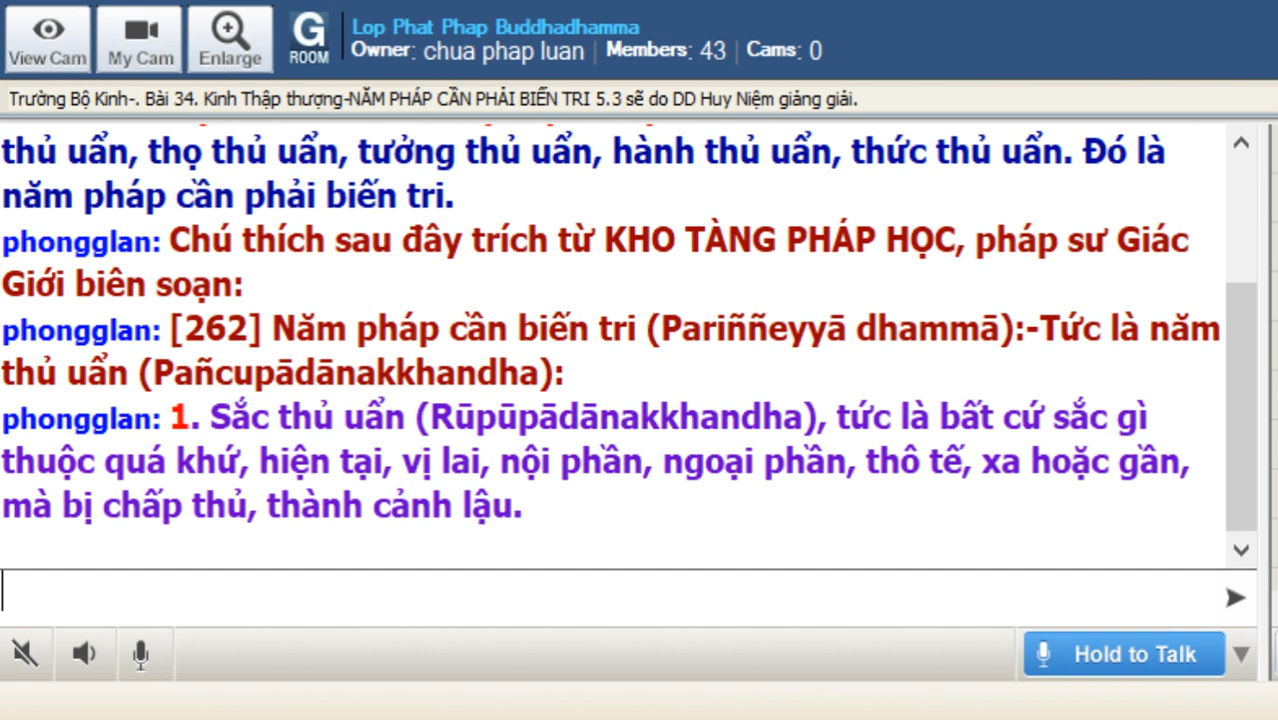 View Cam
My Cam
Enlarge
G ROOM
Lop Phat Phap Buddhadhamma
Owner: chua phap luan | Members: 43 | Cams: 0
Trường Bộ Kinh-. Bài 34. Kinh Thập thượng-NĂM PHÁP CẦN PHẢI BIẾN TRI 5.3 sẽ do DD Huy Niệm giảng giải.
thủ uẩn, thọ thủ uẩn, tưởng thủ uẩn, hành thủ uẩn, thức thủ uẩn. Đó là
năm pháp cần phải biến tri.
phongglan: Chú thích sau đây trích từ KHO TÀNG PHÁP HỌC, pháp sư Giác
Giới biên soạn:
phongglan: [262] Năm pháp cần biến tri (Pariññeyyā dhammā):-Tức là năm
thủ uẩn (Pañcupādānakkhandha):
phongglan: 1. Sắc thủ uẩn (Rūpūpādānakkhandha), tức là bất cứ sắc gì
thuộc quá khứ, hiện tại, vị lai, nội phần, ngoại phần, thô tế, xa hoặc gần,
mà bị chấp thủ, thành cảnh lậu.
Hold to Talk